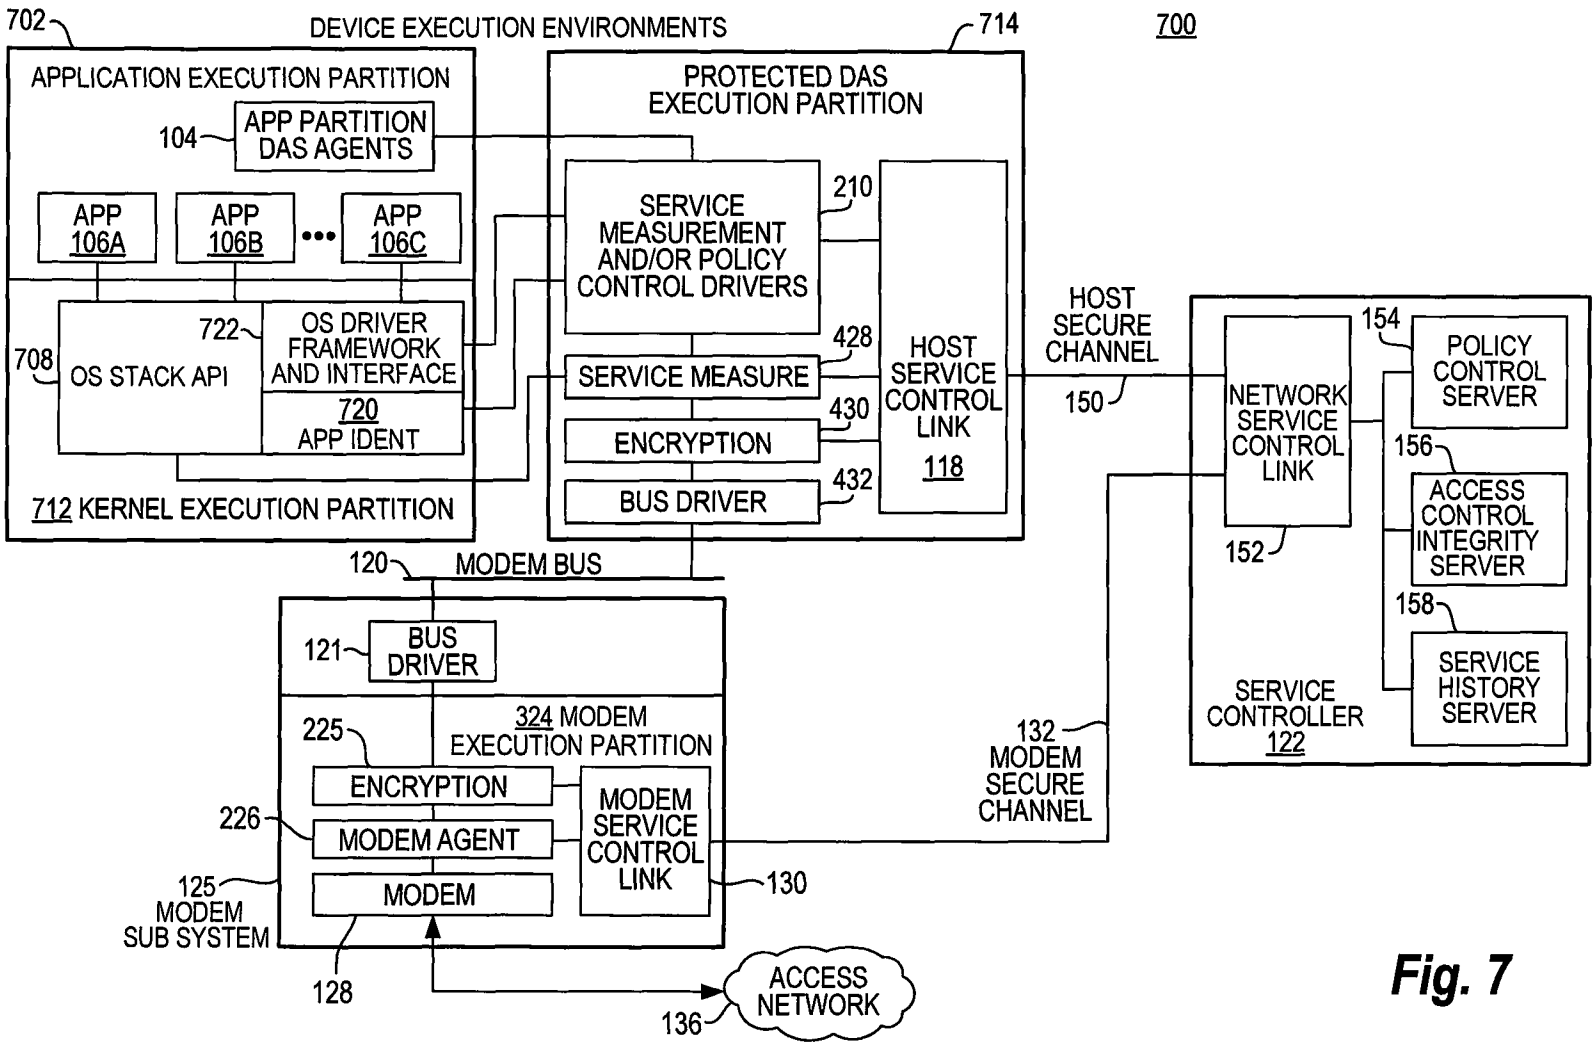 702
DEVICE EXECUTION ENVIRONMENTS
714
700
APPLICATION EXECUTION PARTITION
104
APP PARTITION
DAS AGENTS
APP
106A
APP
106B
•••
APP
106C
708
OS STACK API
722
OS DRIVER
FRAMEWORK
AND INTERFACE
720
APP IDENT
712 KERNEL EXECUTION PARTITION
PROTECTED DAS
EXECUTION PARTITION
SERVICE
MEASUREMENT
AND/OR POLICY
CONTROL DRIVERS
210
SERVICE MEASURE
428
ENCRYPTION
430
BUS DRIVER
432
HOST
SERVICE
CONTROL
LINK
118
HOST
SECURE
CHANNEL
150
NETWORK
SERVICE
CONTROL
LINK
152
154
POLICY
CONTROL
SERVER
156
ACCESS
CONTROL
INTEGRITY
SERVER
158
SERVICE
HISTORY
SERVER
SERVICE
CONTROLLER
122
120
MODEM BUS
121
BUS
DRIVER
324 MODEM
EXECUTION PARTITION
225
ENCRYPTION
226
MODEM AGENT
MODEM
128
MODEM
SERVICE
CONTROL
LINK
130
125
MODEM
SUB SYSTEM
132
MODEM
SECURE
CHANNEL
ACCESS
NETWORK
136
Fig. 7